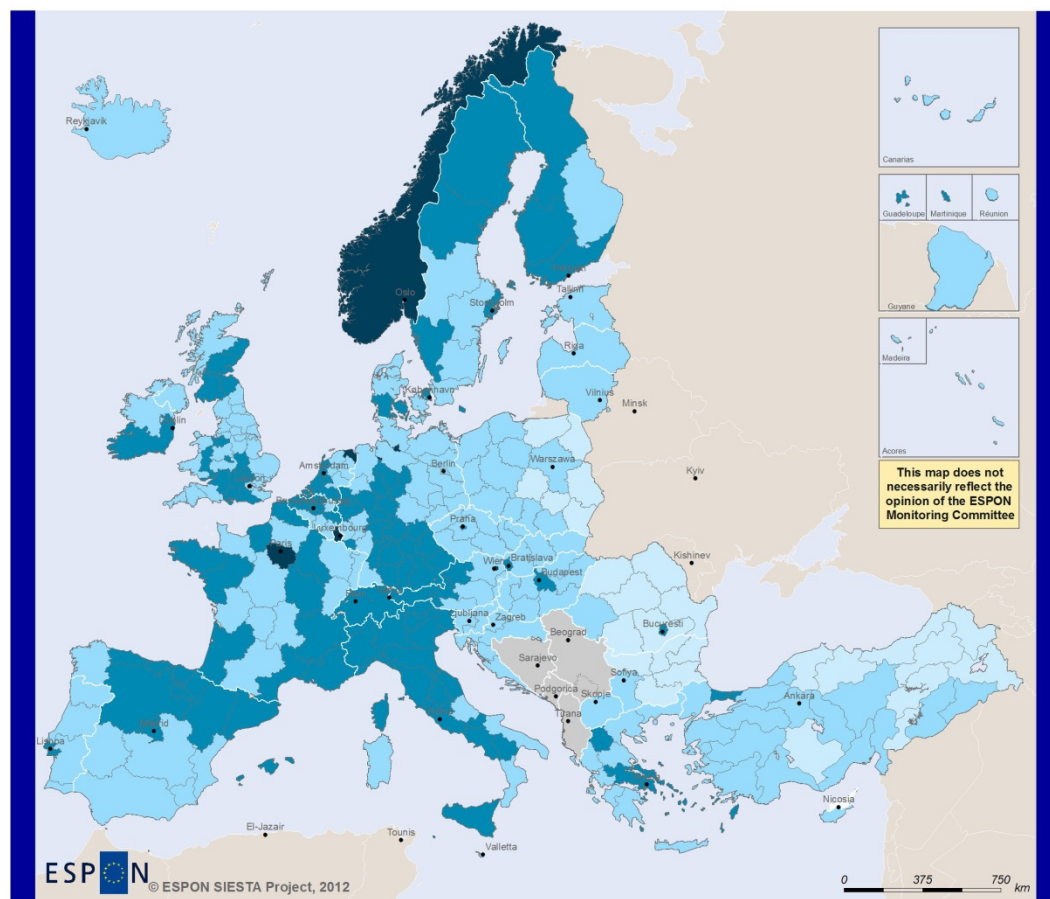 Reykjavik
Canarias
Guadeloupe
Martinique
Réunion
Oslo
Stockholm
Tallinn
Guyane
Riga
Madeira
København
Vilnius
Minsk
Acores
Amsterdam
Berlin
Warszawa
This map does not
necessarily reflect the
opinion of the ESPON
Monitoring Committee
Kyiv
Praha
Luxembourg
Paris
Wien
Bratislava
Budapest
Kishinev
Ljubljana
Zagreb
Beograd
Bucuresti
Sarajevo
Sofiya
Podgorica
Skopje
Ankara
Tirana
Madrid
Lisboa
Nicosia
El-Jazair
Tounis
Valletta
ESPON
© ESPON SIESTA Project, 2012
0 375 750
km